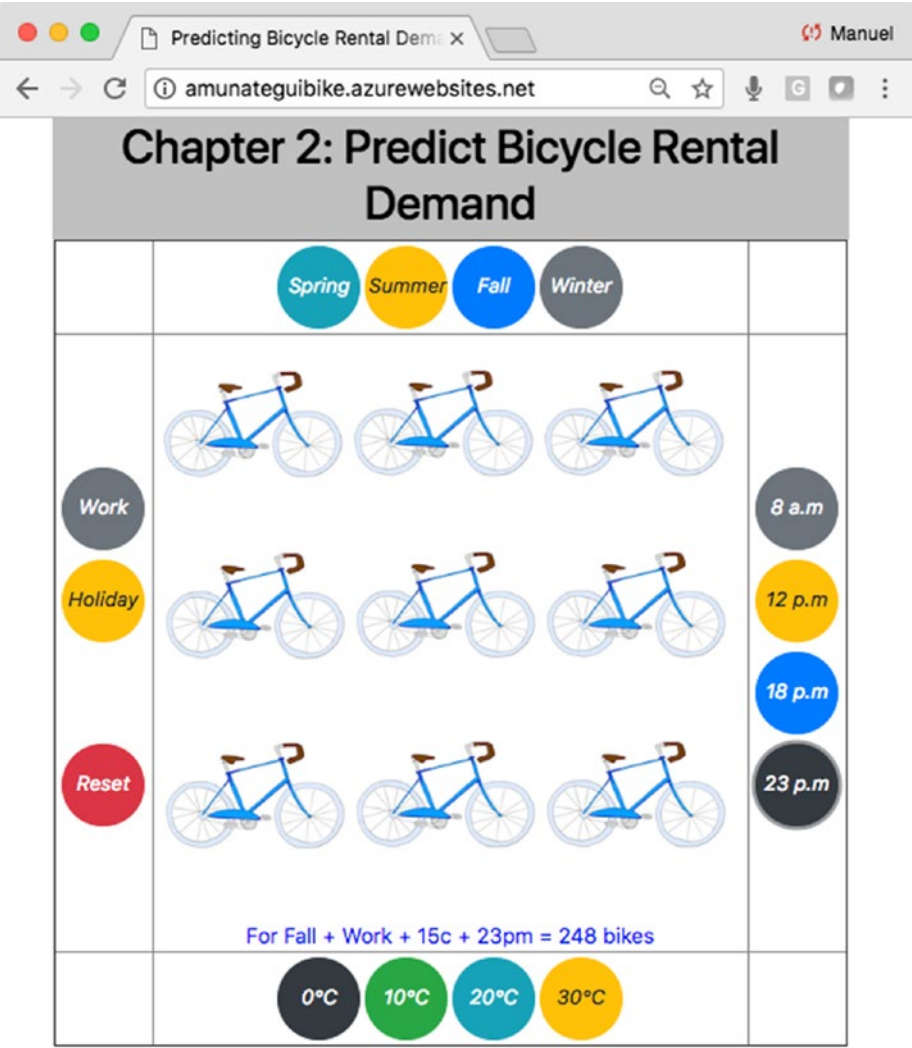 Predicting Bicycle Rental Dem
Manuel
amunateguibike.azurewebsites.net
G
Chapter 2: Predict Bicycle Rental
Demand
Spring Summer Fall Winter
Work
8 a.m
Holiday
12 p.m
18 p.m
Reset
23 p.m
For Fall + Work + 15c + 23pm = 248 bikes
0°C 10°C 20°C 30°C